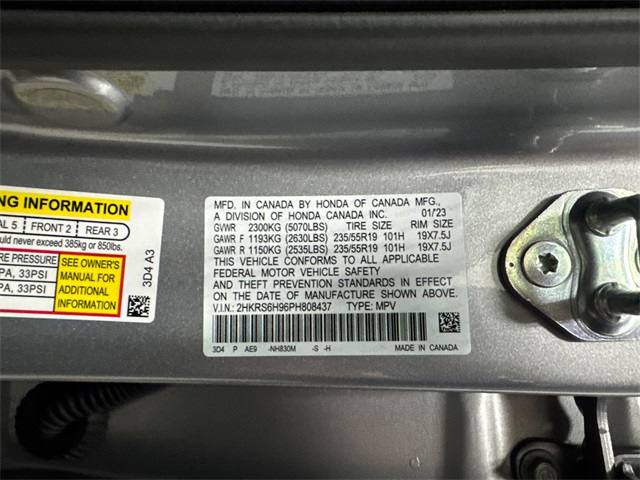 NG INFORMATION
AL 5 FRONT 2 REAR 3
uld never exceed 385kg or 850lbs.
RE PRESSURE
PA, 33PSI
PA, 33PSI
SEE OWNER'S
MANUAL FOR
ADDITIONAL
INFORMATION
3D4 A3
MFD. IN CANADA BY HONDA OF CANADA MFG.,
A DIVISION OF HONDA CANADA INC. 01/23
GVWR 2300KG (5070LBS) TIRE SIZE RIM SIZE
GAWR F 1193KG (2630LBS) 235/55R19 101H 19X7.5J
GAWR R 1150KG (2535LBS) 235/55R19 101H 19X7.5J
THIS VEHICLE CONFORMS TO ALL APPLICABLE
FEDERAL MOTOR VEHICLE SAFETY
AND THEFT PREVENTION STANDARDS IN EFFECT
ON THE DATE OF MANUFACTURE SHOWN ABOVE.
V.I.N.: 2HKRS6H96PH808437 TYPE: MPV
3D4 P AE9 -NH830M -S -H MADE IN CANADA